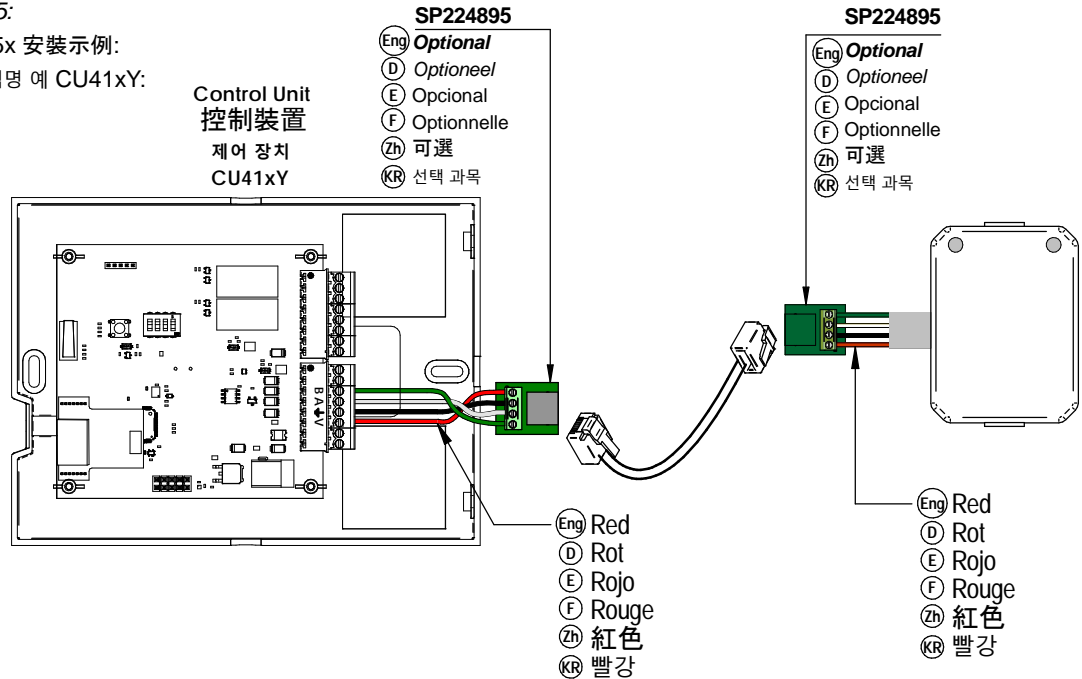 5:
5x 安裝示例:
명 예 CU41xY:
Control Unit
控制裝置
제어 장치
CU41xY
SP224895
Eng Optional
D Optioneel
E Opcional
F Optionnelle
Zh 可選
KR 선택 과목
SP224895
Eng Optional
D Optioneel
E Opcional
F Optionnelle
Zh 可選
KR 선택 과목
B A V
Eng Red
D Rot
E Rojo
F Rouge
Zh 紅色
KR 빨강
Eng Red
D Rot
E Rojo
F Rouge
Zh 紅色
KR 빨강